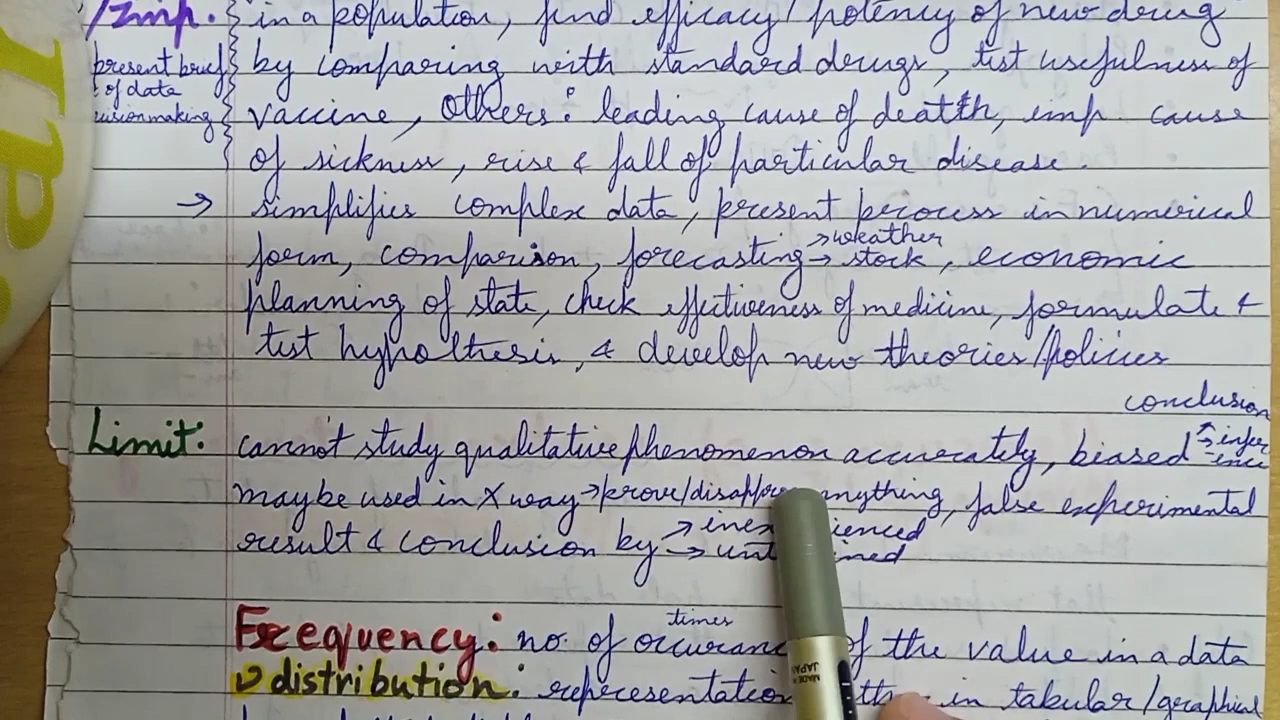 /Imp. in a population, find efficacy/potency of new drug
present brief by comparing with standard drugs, test usefulness of
of data
vaccine, Others: leading cause of death, imp. cause
of sickness, rise & fall of particular disease.
→ simplifies complex data, present process in numerical
→ weather
form, comparison, forecasting → stock, economic
planning of state, check effectiveness of medicine, formulate &
test hypothesis, & develop new theories/policies
conclusion
Limit: cannot study qualitative phenomenon accurately, biased → inference
maybe used in X way → prove/disapprove anything, false experimental
result & conclusion by → → 
Frequency: no. of times of the value in a data
↳ distribution: representation in tabular/graphical
MADE IN JAPAN